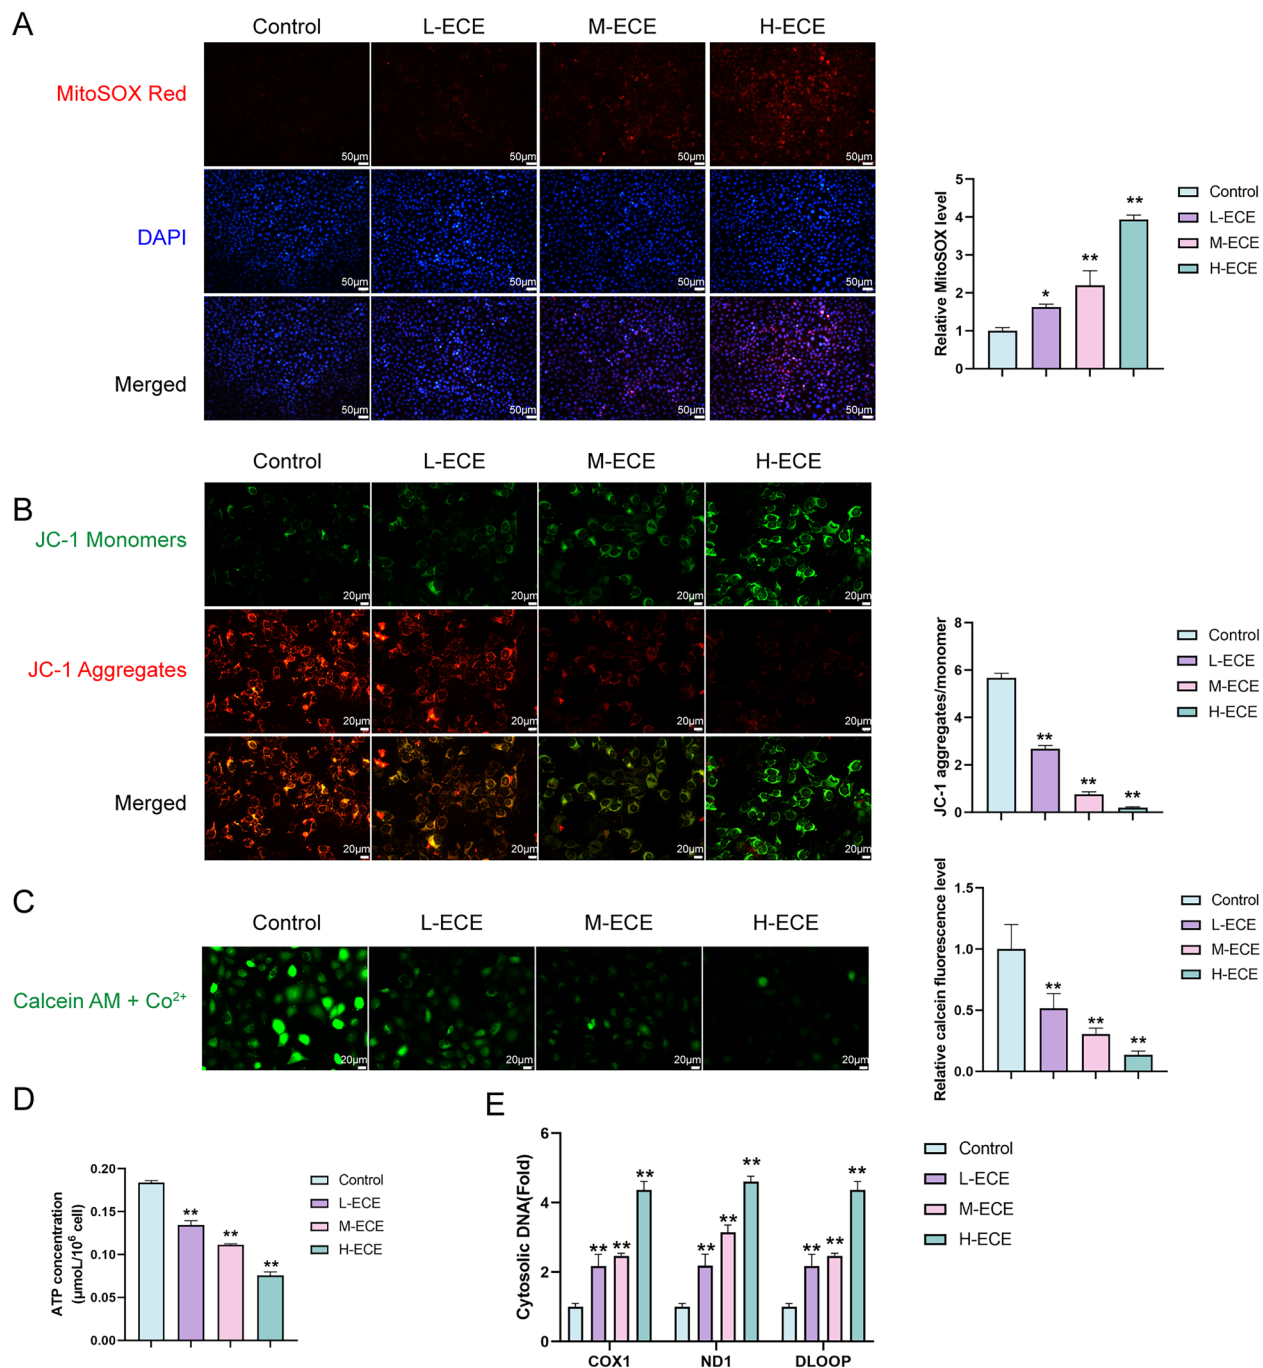 A
Control L-ECE M-ECE H-ECE
MitoSOX Red
50μm 50μm 50μm 50μm
DAPI
50μm 50μm 50μm 50μm
Merged
50μm 50μm 50μm 50μm
Relative MitoSOX level
5
4
3
2
1
0
* ** **
Control
L-ECE
M-ECE
H-ECE
B
Control L-ECE M-ECE H-ECE
JC-1 Monomers
20μm 20μm 20μm 20μm
JC-1 Aggregates
20μm 20μm 20μm 20μm
Merged
20μm 20μm 20μm 20μm
JC-1 aggregates/monomer
8
6
4
2
0
** ** **
Control
L-ECE
M-ECE
H-ECE
C
Control L-ECE M-ECE H-ECE
Calcein AM + Co²⁺
20μm 20μm 20μm 20μm
Relative calcein fluorescence level
1.5
1.0
0.5
0.0
** ** **
Control
L-ECE
M-ECE
H-ECE
D
ATP concentration
(μmoL/10⁶ cell)
0.20
0.15
0.10
0.05
0.00
** ** **
Control
L-ECE
M-ECE
H-ECE
E
Cytosolic DNA(Fold)
6
4
2
0
** ** ** ** ** ** ** ** **
COX1 ND1 DLOOP
Control
L-ECE
M-ECE
H-ECE